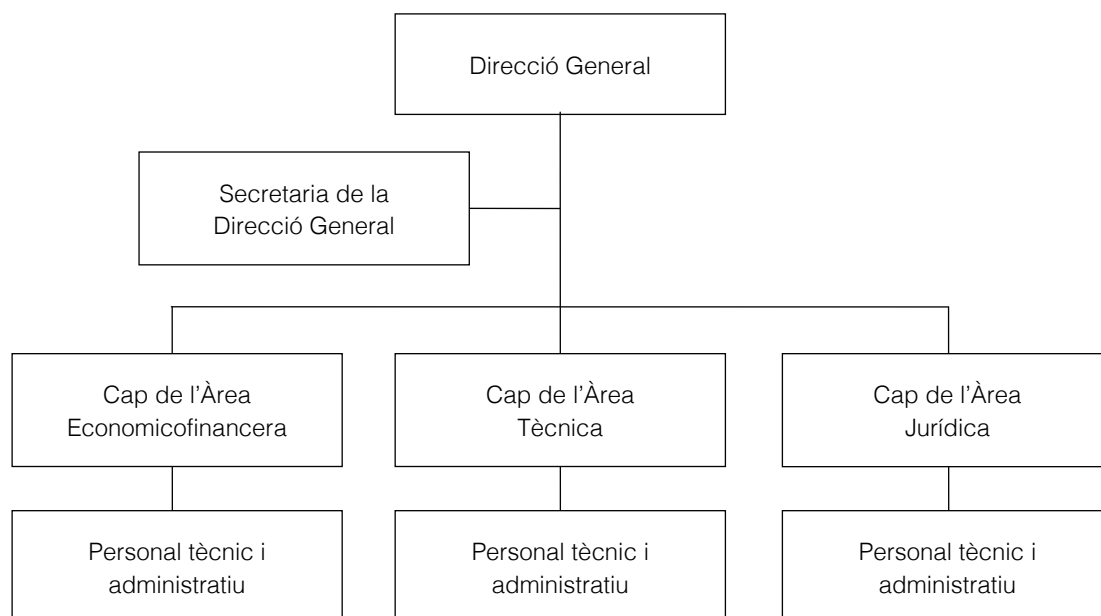 Direcció General
Secretaria de la
Direcció General
Cap de l'Àrea
Economicofinancera
Cap de l'Àrea
Tècnica
Cap de l'Àrea
Jurídica
Personal tècnic i
administratiu
Personal tècnic i
administratiu
Personal tècnic i
administratiu